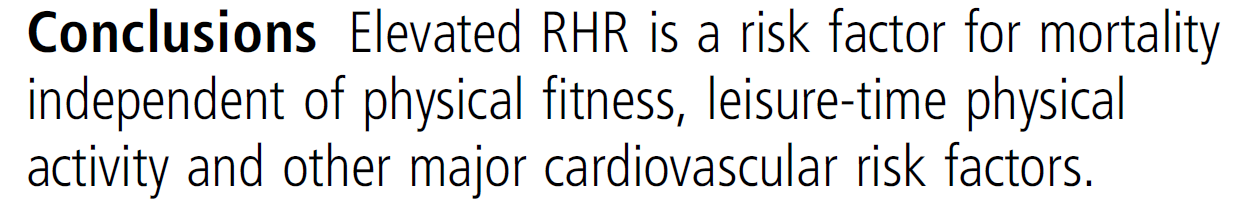 Conclusions Elevated RHR is a risk factor for mortality
independent of physical fitness, leisure-time physical
activity and other major cardiovascular risk factors.